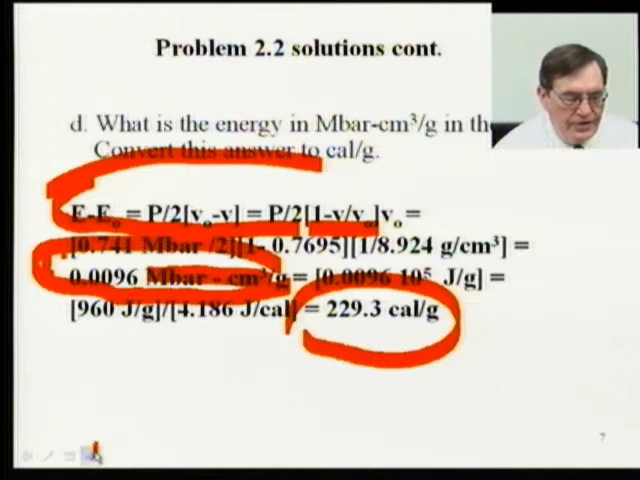 Problem 2.2 solutions cont.
d. What is the energy in Mbar-cm³/g in the
Convert this answer to cal/g.
E-Eₒ = P/2[vₒ-v] = P/2[1-v/vₒ]vₒ =
[0.741 Mbar /2][1- 0.7695][1/8.924 g/cm³] =
0.0096 Mbar - cm³/g = [0.0096 10⁵ J/g] =
[960 J/g]/[4.186 J/cal] = 229.3 cal/g
7